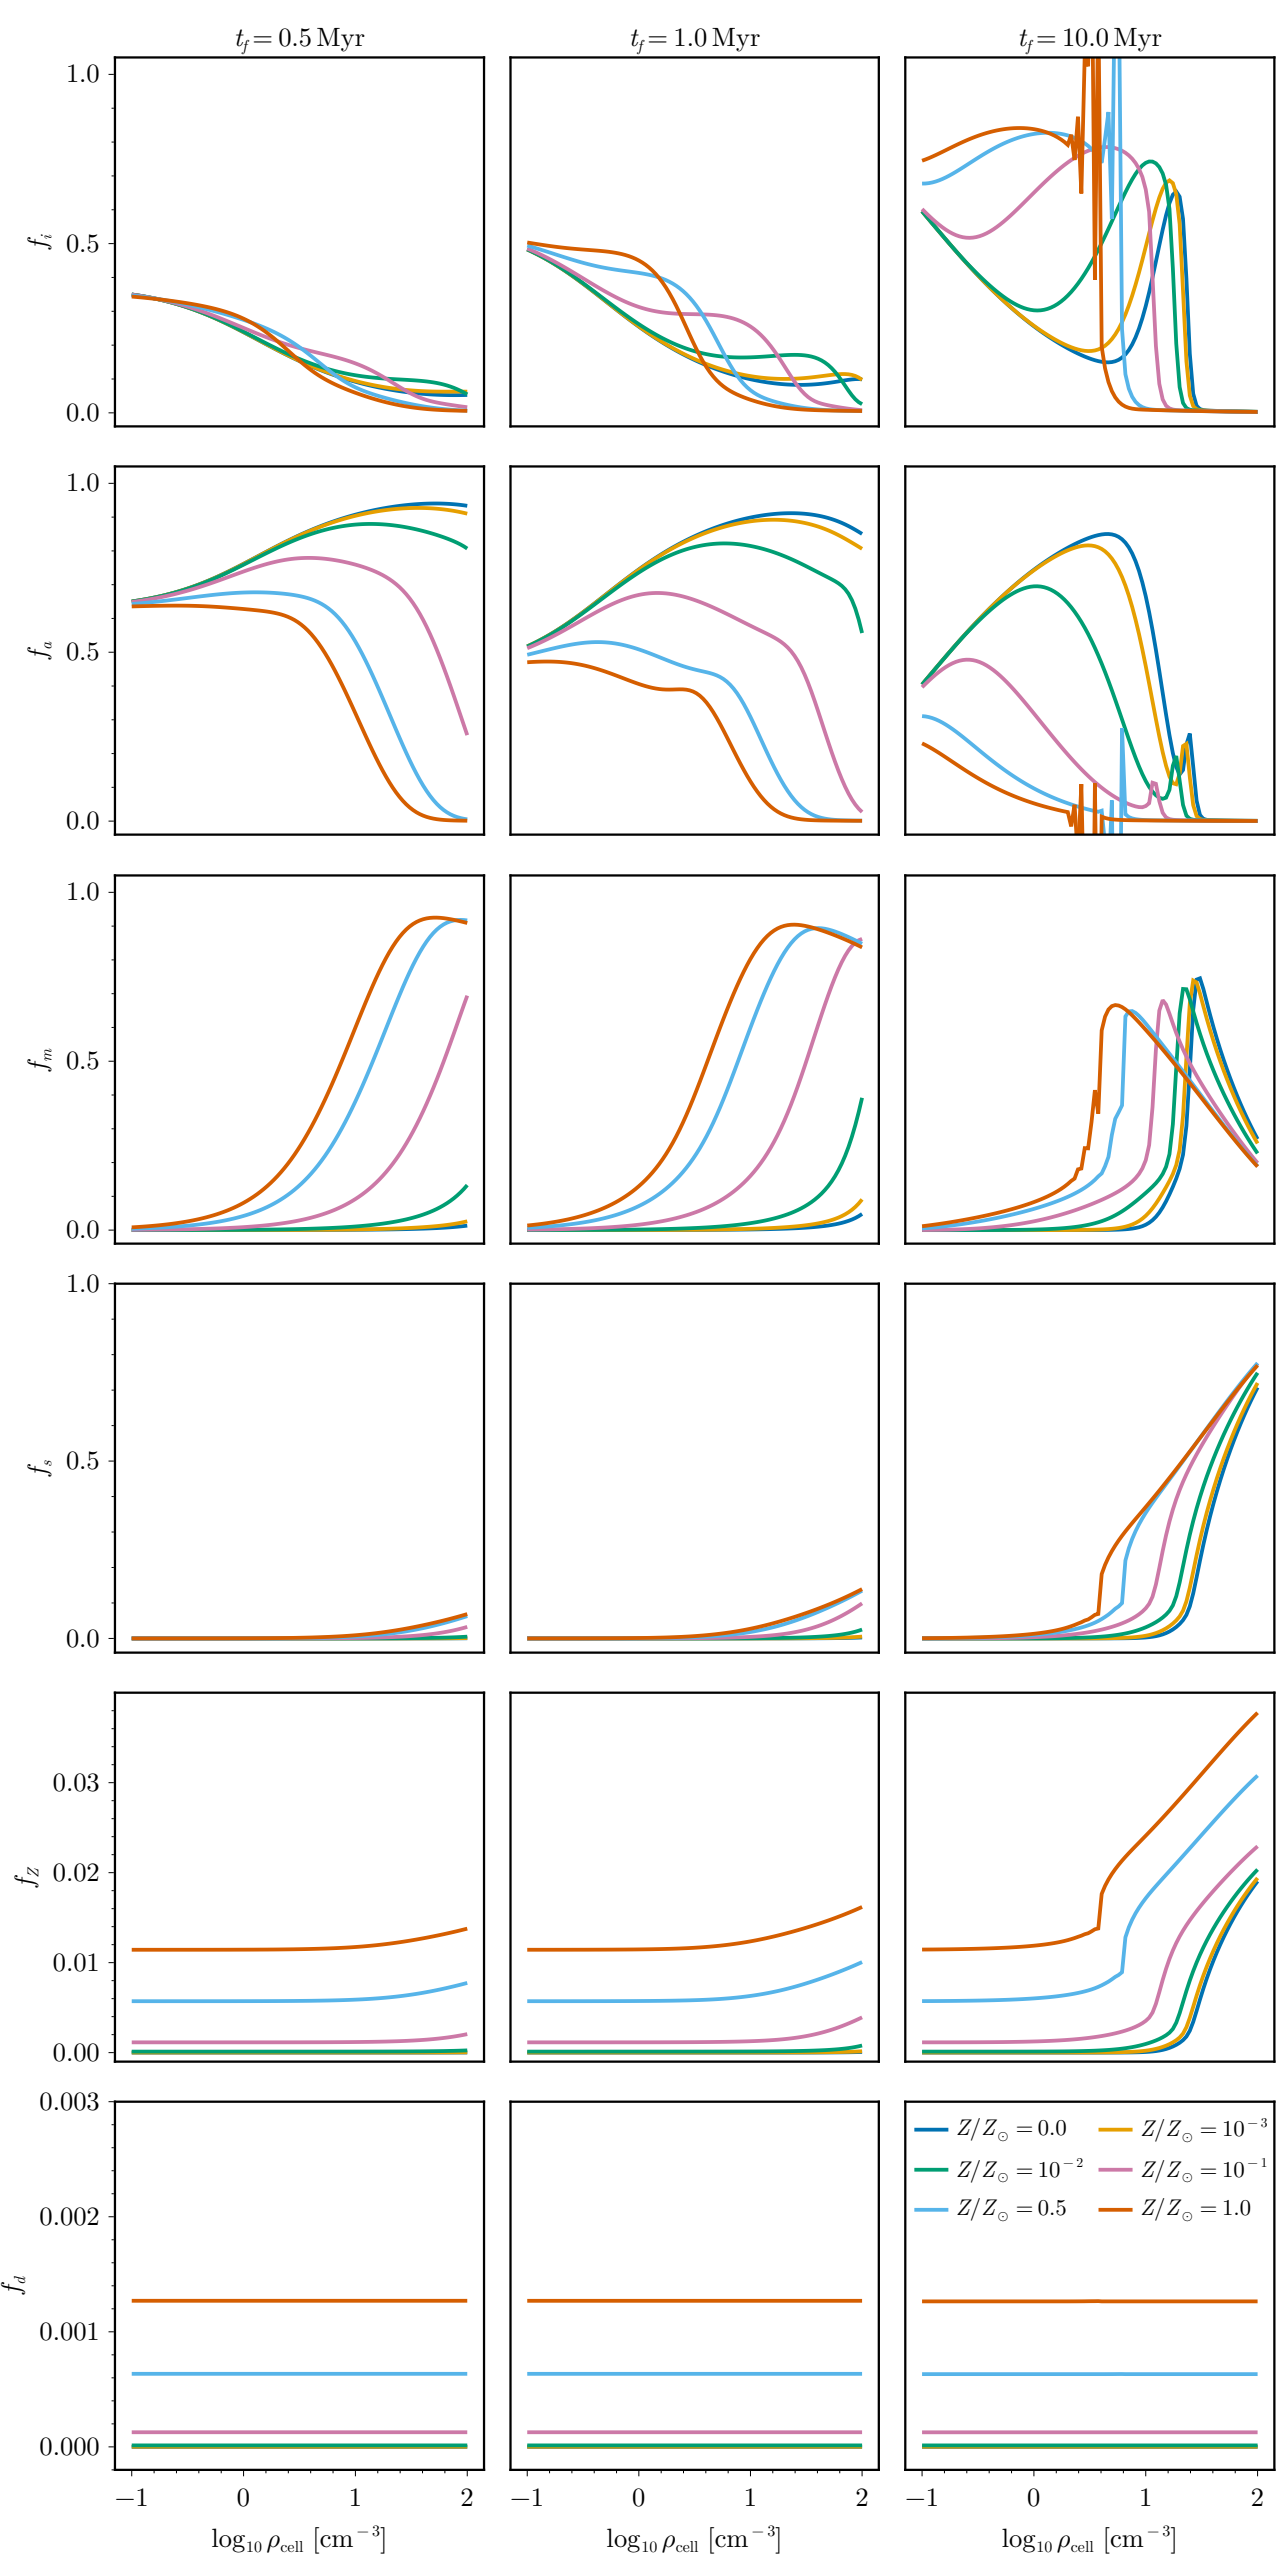 t_f = 0.5 Myr
t_f = 1.0 Myr
t_f = 10.0 Myr
1.0
0.5
0.0
f_i
1.0
0.5
0.0
f_a
1.0
0.5
0.0
f_m
1.0
0.5
0.0
f_s
0.03
0.02
0.01
0.00
f_Z
0.003
0.002
0.001
0.000
f_d
Z/Z_⊙ = 0.0
Z/Z_⊙ = 10^{-3}
Z/Z_⊙ = 10^{-2}
Z/Z_⊙ = 10^{-1}
Z/Z_⊙ = 0.5
Z/Z_⊙ = 1.0
−1 0 1 2
−1 0 1 2
−1 0 1 2
log₁₀ ρ_cell [cm⁻³]
log₁₀ ρ_cell [cm⁻³]
log₁₀ ρ_cell [cm⁻³]